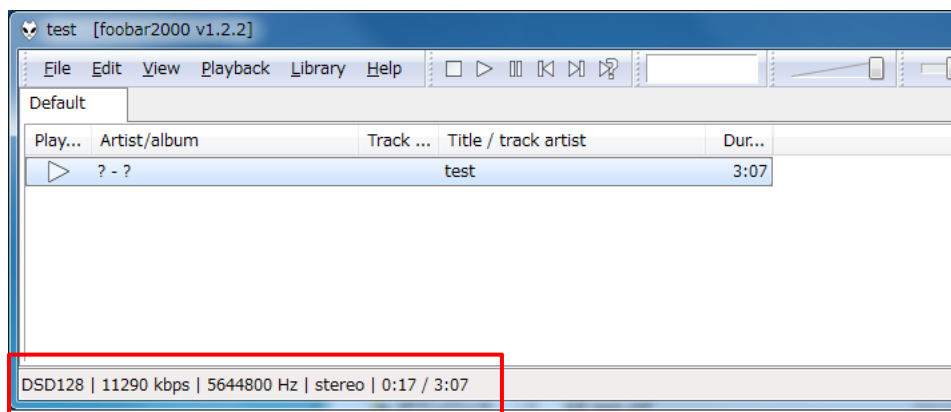 test [foobar2000 v1.2.2]
File Edit View Playback Library Help
Default
Play... Artist/album Track ... Title / track artist Dur...
? - ? test 3:07
DSD128 | 11290 kbps | 5644800 Hz | stereo | 0:17 / 3:07